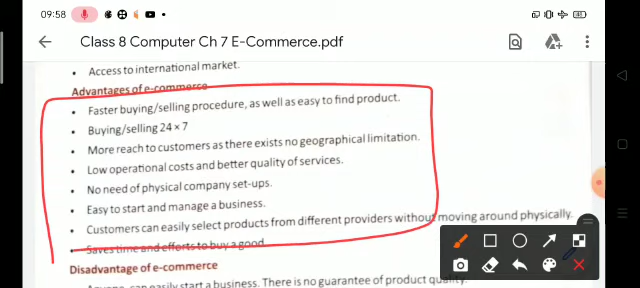 09:58
Class 8 Computer Ch 7 E-Commerce.pdf
• Access to international market.
Advantages of e-commerce
• Faster buying/selling procedure, as well as easy to find product.
• Buying/selling 24 × 7
• More reach to customers as there exists no geographical limitation.
• Low operational costs and better quality of services.
• No need of physical company set-ups.
• Easy to start and manage a business.
• Customers can easily select products from different providers without moving around physically.
• Saves time and efforts to buy a good.
Disadvantage of e-commerce
• Anyone, can easily start a business. There is no guarantee of product quality.